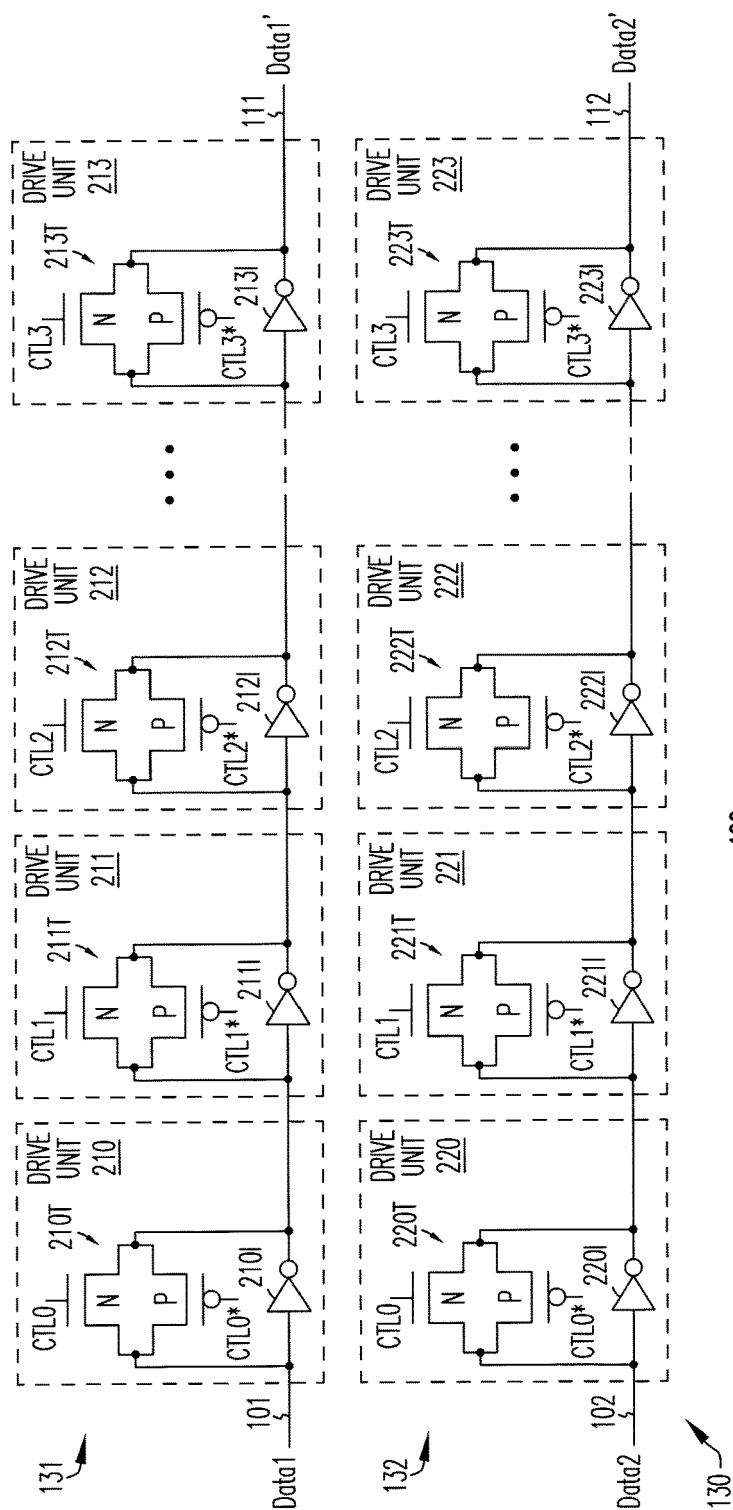 131
DRIVE UNIT 210
CTL0
210T
N
P
CTL0*
210I
DRIVE UNIT 211
CTL1
211T
N
P
CTL1*
211I
DRIVE UNIT 212
CTL2
212T
N
P
CTL2*
212I
DRIVE UNIT 213
CTL3
213T
N
P
CTL3*
213I
Data1
101
111
Data1'
132
DRIVE UNIT 220
CTL0
220T
N
P
CTL0*
220I
DRIVE UNIT 221
CTL1
221T
N
P
CTL1*
221I
DRIVE UNIT 222
CTL2
222T
N
P
CTL2*
222I
DRIVE UNIT 223
CTL3
223T
N
P
CTL3*
223I
Data2
102
112
Data2'
130